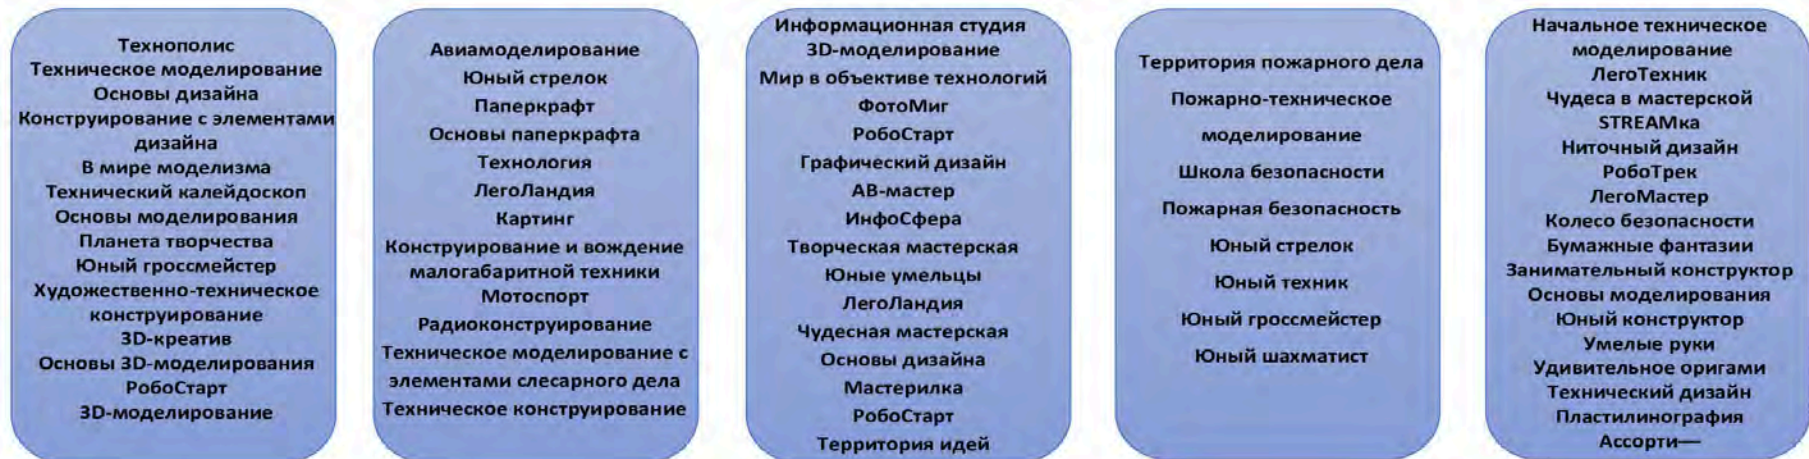 Технополис
Техническое моделирование
Основы дизайна
Конструирование с элементами
дизайна
В мире моделизма
Технический калейдоскоп
Основы моделирования
Планета творчества
Юный гроссмейстер
Художественно-техническое
конструирование
3D-креатив
Основы 3D-моделирования
РобоСтарт
3D-моделирование
Авиамоделирование
Юный стрелок
Паперкрафт
Основы паперкрафта
Технология
ЛегоЛандия
Картинг
Конструирование и вождение
малогабаритной техники
Мотоспорт
Радиоконструирование
Техническое моделирование с
элементами слесарного дела
Техническое конструирование
Информационная студия
3D-моделирование
Мир в объективе технологий
ФотоМиг
РобоСтарт
Графический дизайн
АВ-мастер
ИнфоСфера
Творческая мастерская
Юные умельцы
ЛегоЛандия
Чудесная мастерская
Основы дизайна
Мастерилка
РобоСтарт
Территория идей
Территория пожарного дела
Пожарно-техническое
моделирование
Школа безопасности
Пожарная безопасность
Юный стрелок
Юный техник
Юный гроссмейстер
Юный шахматист
Начальное техническое
моделирование
ЛегоТехник
Чудеса в мастерской
STREAMка
Ниточный дизайн
РобоТрек
ЛегоМастер
Колесо безопасности
Бумажные фантазии
Занимательный конструктор
Основы моделирования
Юный конструктор
Умелые руки
Удивительное оригами
Технический дизайн
Пластилинография
Ассорти—